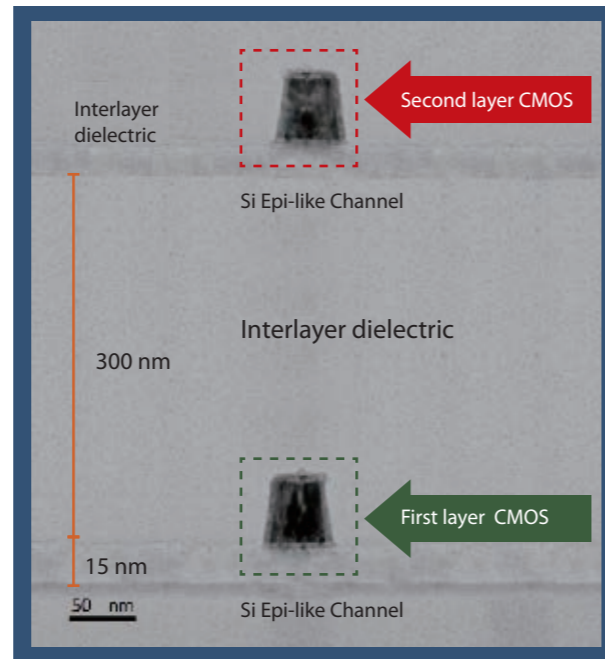 Second layer CMOS
Interlayer
dielectric
Si Epi-like Channel
Interlayer dielectric
300 nm
First layer CMOS
15 nm
50 nm
Si Epi-like Channel